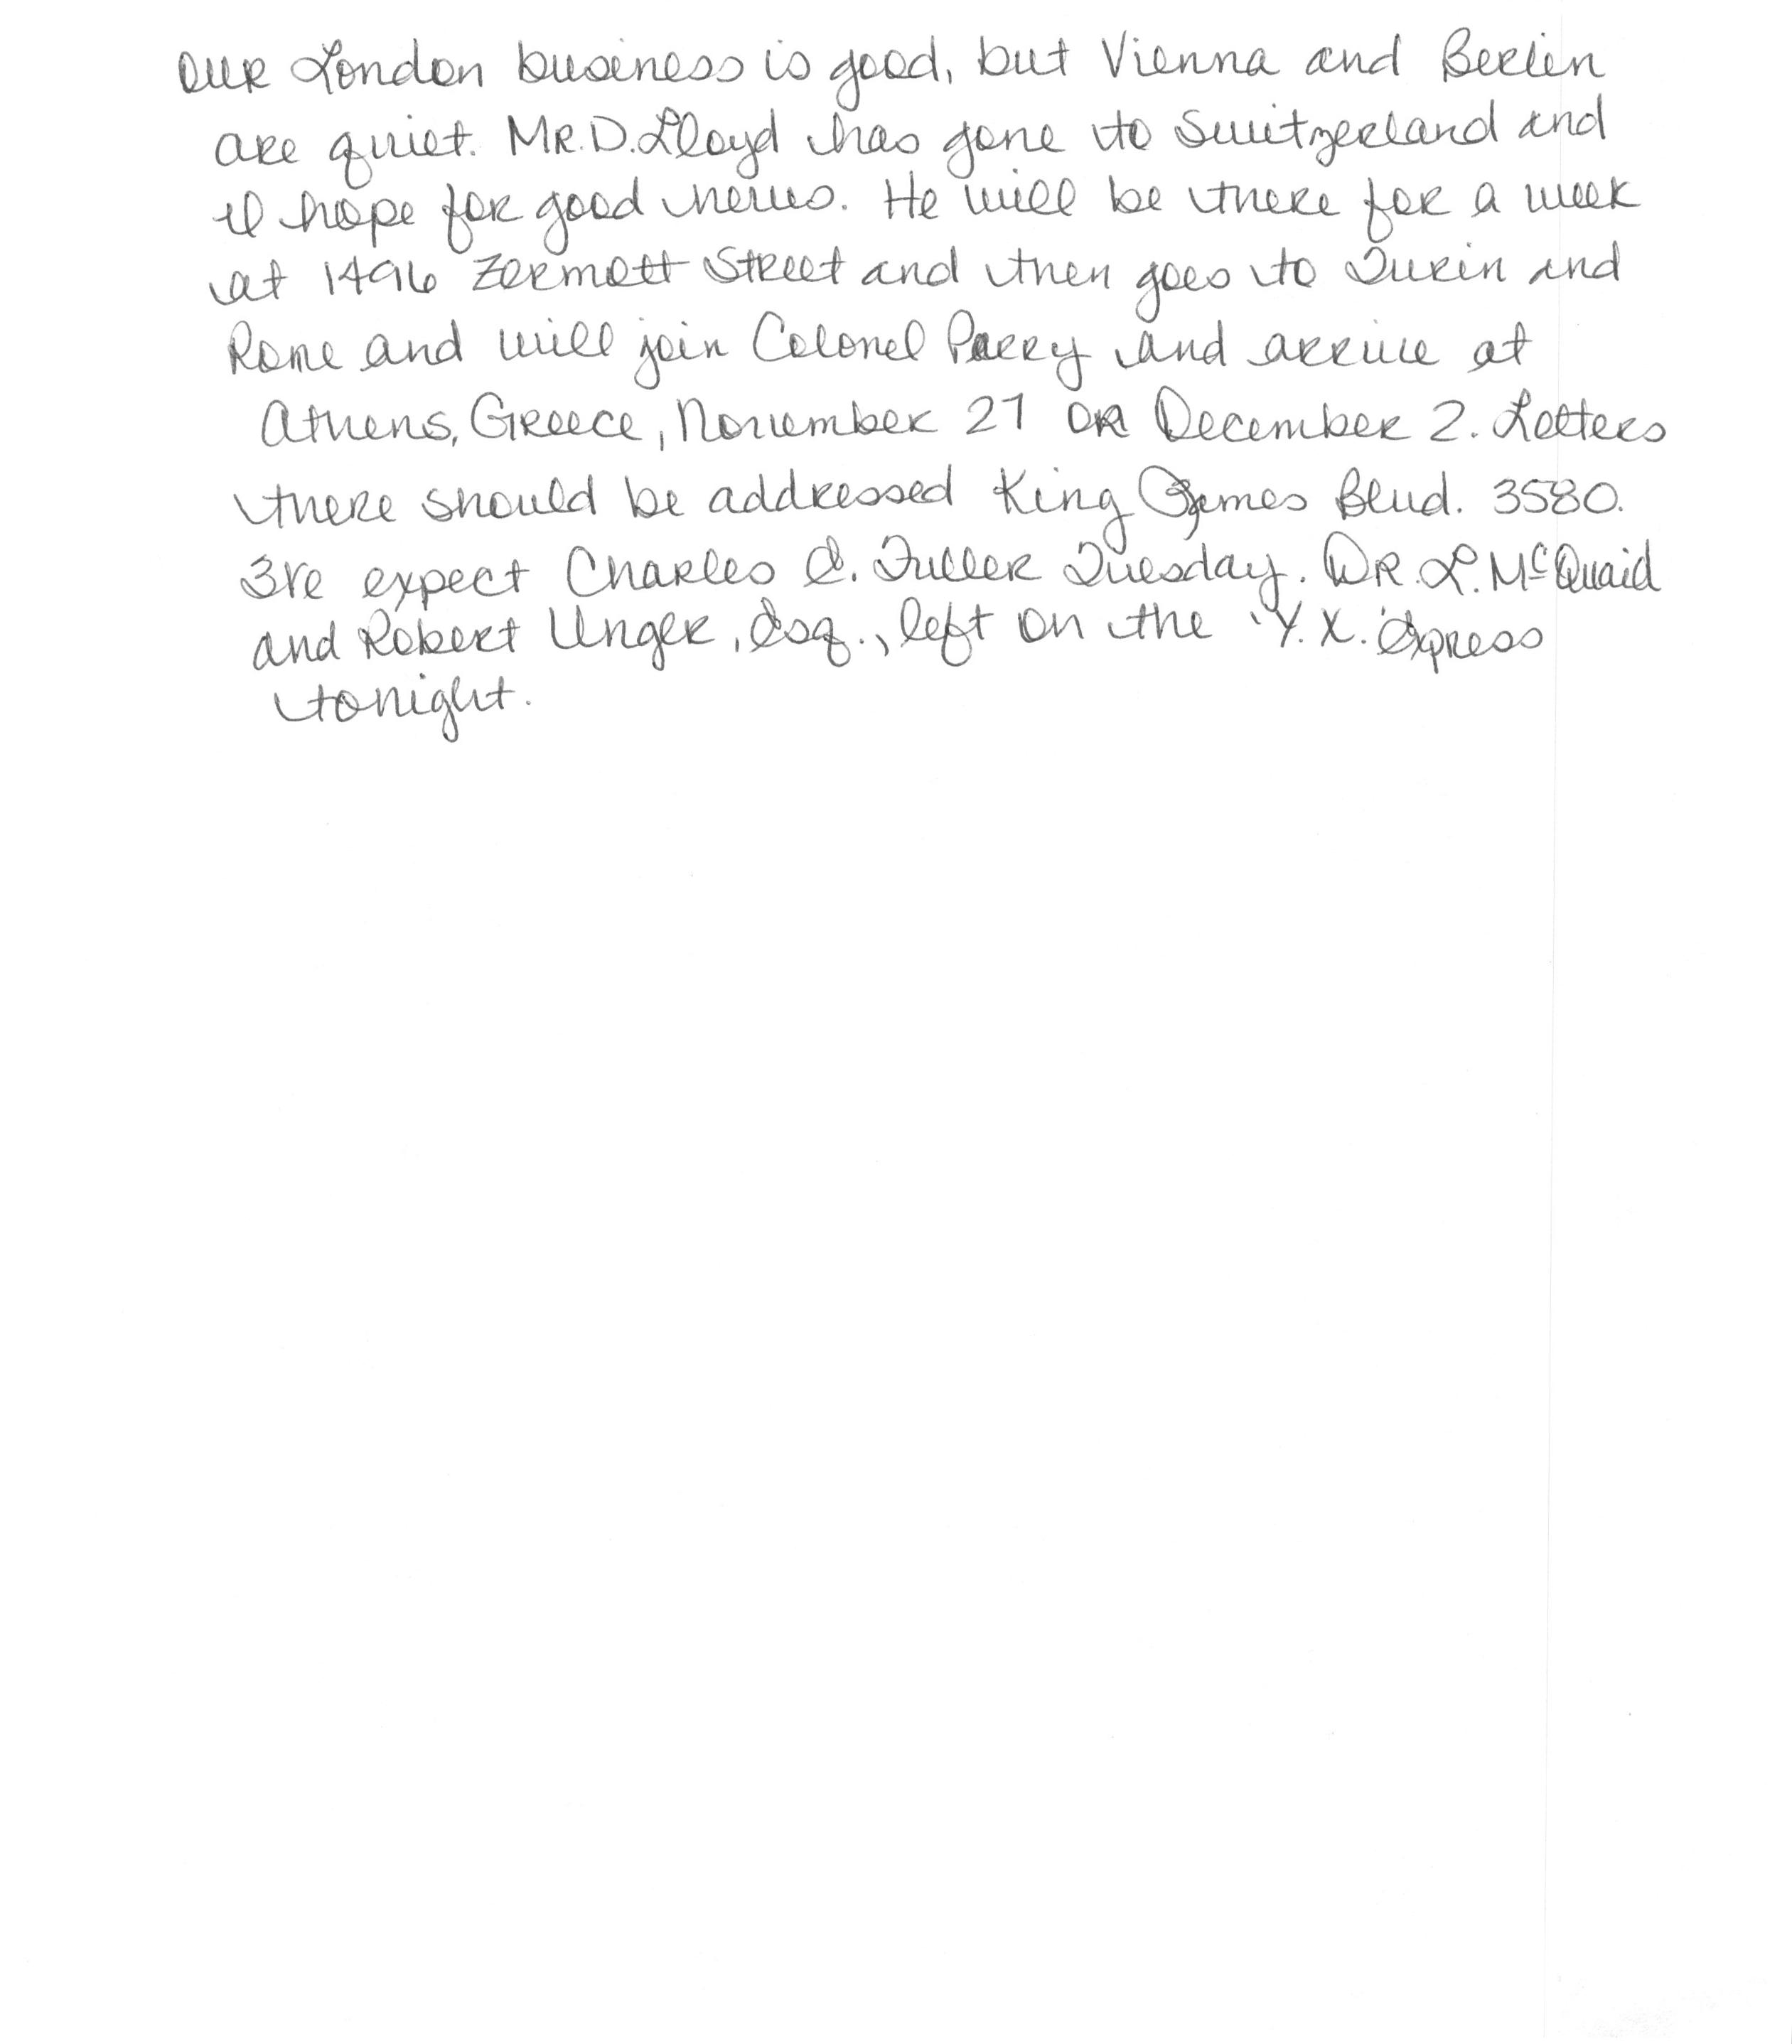 Our London business is good, but Vienna and Berlin
are quiet. Mr. D. Lloyd has gone to Switzerland and
I hope for good news. He will be there for a week
at 1496 Zermott Street and then goes to Turin and
Rome and will join Colonel Parry and arrive at
Athens, Greece, November 27 or December 2. Letters
there should be addressed King James Blvd. 3580.
We expect Charles E. Fuller Tuesday. Dr. L. McQuaid
and Robert Unger, Esq., left on the 'Y. X. Express'
tonight.